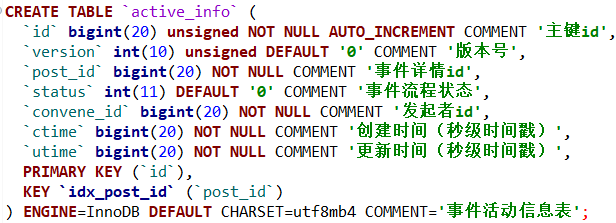 CREATE TABLE `active_info` (
  `id` bigint(20) unsigned NOT NULL AUTO_INCREMENT COMMENT '主键id',
  `version` int(10) unsigned DEFAULT '0' COMMENT '版本号',
  `post_id` bigint(20) NOT NULL COMMENT '事件详情id',
  `status` int(11) DEFAULT '0' COMMENT '事件流程状态',
  `convene_id` bigint(20) NOT NULL COMMENT '发起者id',
  `ctime` bigint(20) NOT NULL COMMENT '创建时间（秒级时间戳）',
  `utime` bigint(20) NOT NULL COMMENT '更新时间（秒级时间戳）',
  PRIMARY KEY (`id`),
  KEY `idx_post_id` (`post_id`)
) ENGINE=InnoDB DEFAULT CHARSET=utf8mb4 COMMENT='事件活动信息表';